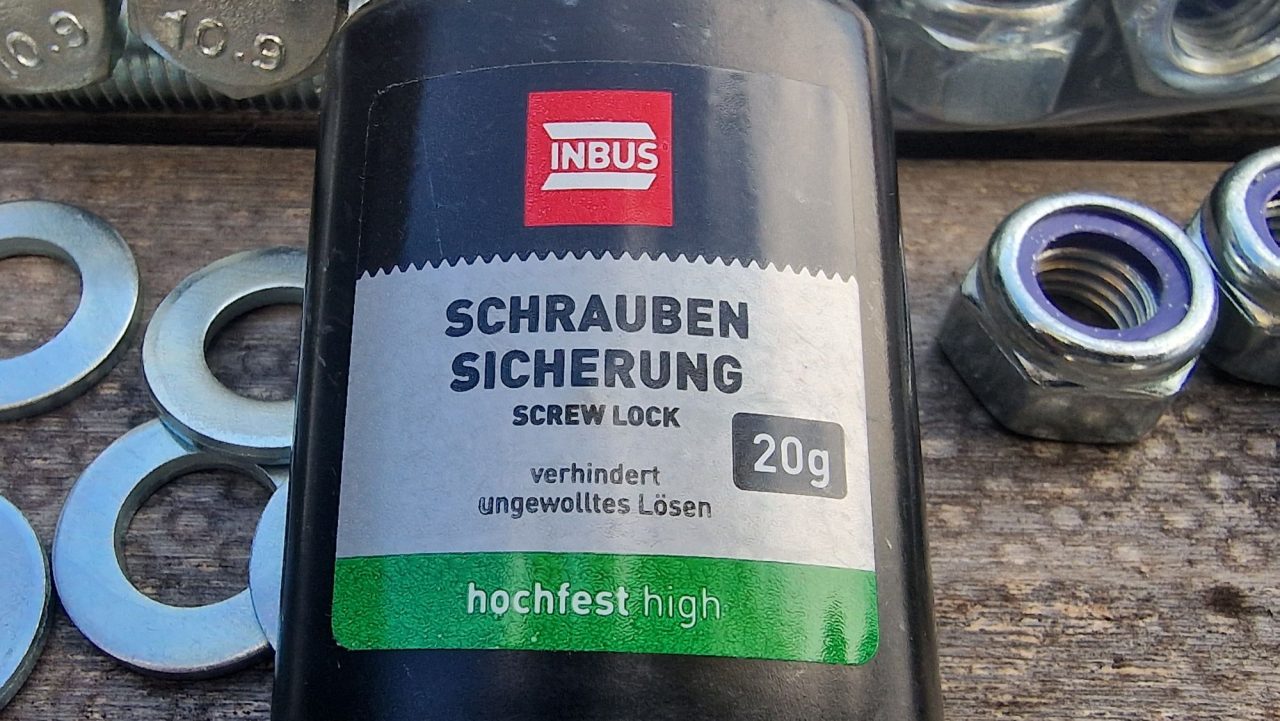 10.9
10.9
INBUS
SCHRAUBEN
SICHERUNG
SCREW LOCK
20g
verhindert
ungewolltes Lösen
hochfest high